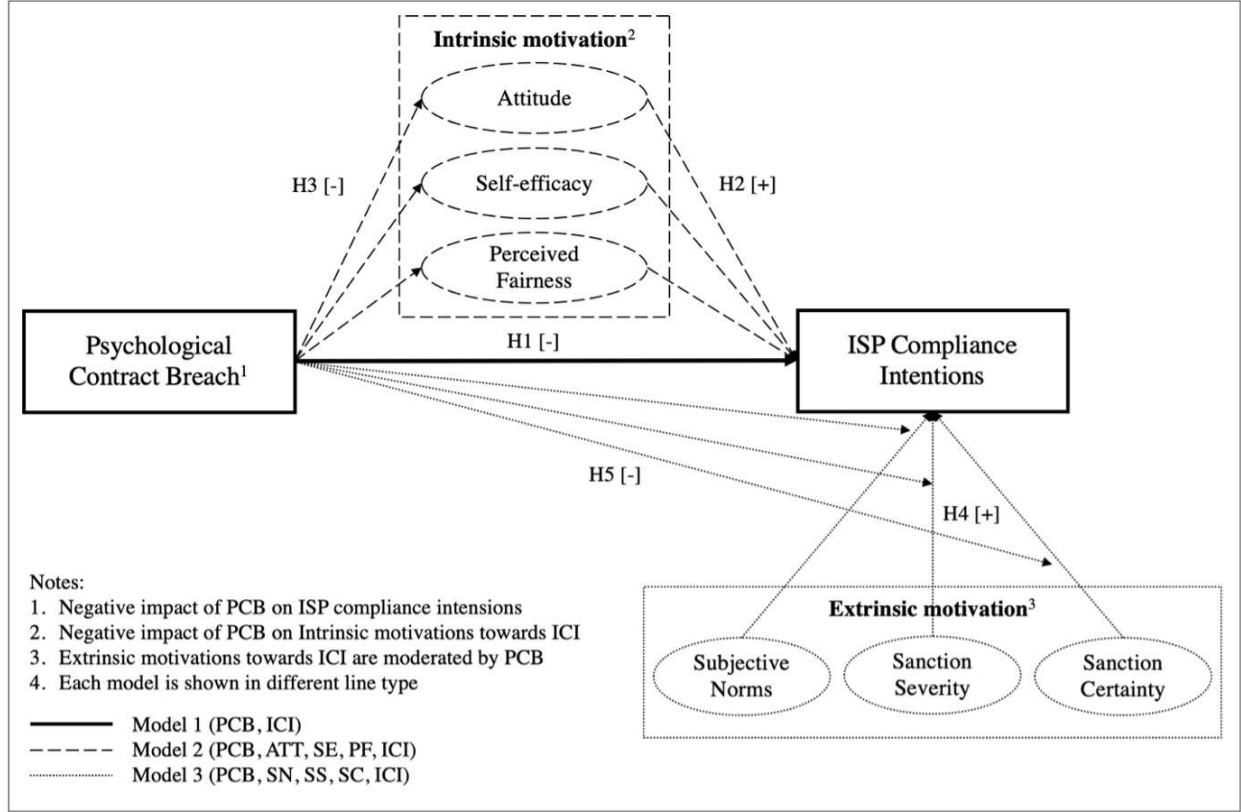 Intrinsic motivation²
Attitude
H3 [-]
Self-efficacy
H2 [+]
Perceived
Fairness
Psychological
Contract Breach¹
H1 [-]
ISP Compliance
Intentions
H5 [-]
H4 [+]
Extrinsic motivation³
Subjective
Norms
Sanction
Severity
Sanction
Certainty
Notes:
1. Negative impact of PCB on ISP compliance intensions
2. Negative impact of PCB on Intrinsic motivations towards ICI
3. Extrinsic motivations towards ICI are moderated by PCB
4. Each model is shown in different line type
Model 1 (PCB, ICI)
Model 2 (PCB, ATT, SE, PF, ICI)
Model 3 (PCB, SN, SS, SC, ICI)